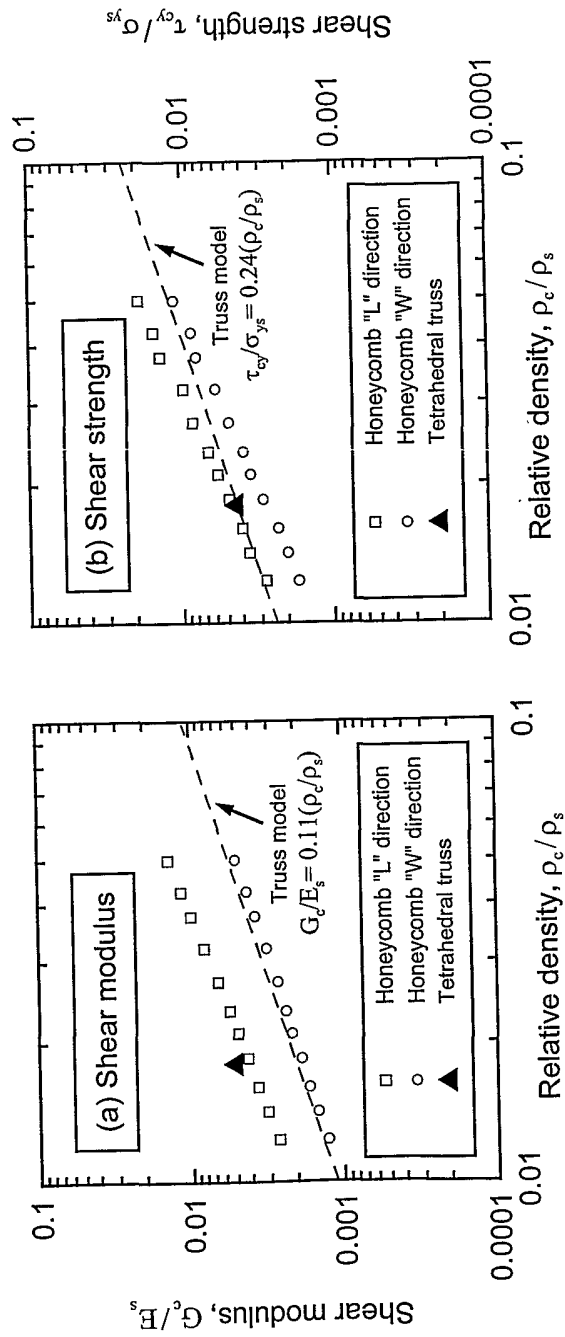 (a) Shear modulus
Shear modulus, G_c/E_s
0.1
0.01
0.001
0.0001
Truss model
G_c/E_s = 0.11(ρ_c/ρ_s)
Honeycomb "L" direction
Honeycomb "W" direction
Tetrahedral truss
0.01
0.1
Relative density, ρ_c/ρ_s
(b) Shear strength
0.1
0.01
0.001
0.0001
Shear strength, τ_cy/σ_ys
Truss model
τ_cy/σ_ys = 0.24(ρ_c/ρ_s)
Honeycomb "L" direction
Honeycomb "W" direction
Tetrahedral truss
0.01
0.1
Relative density, ρ_c/ρ_s